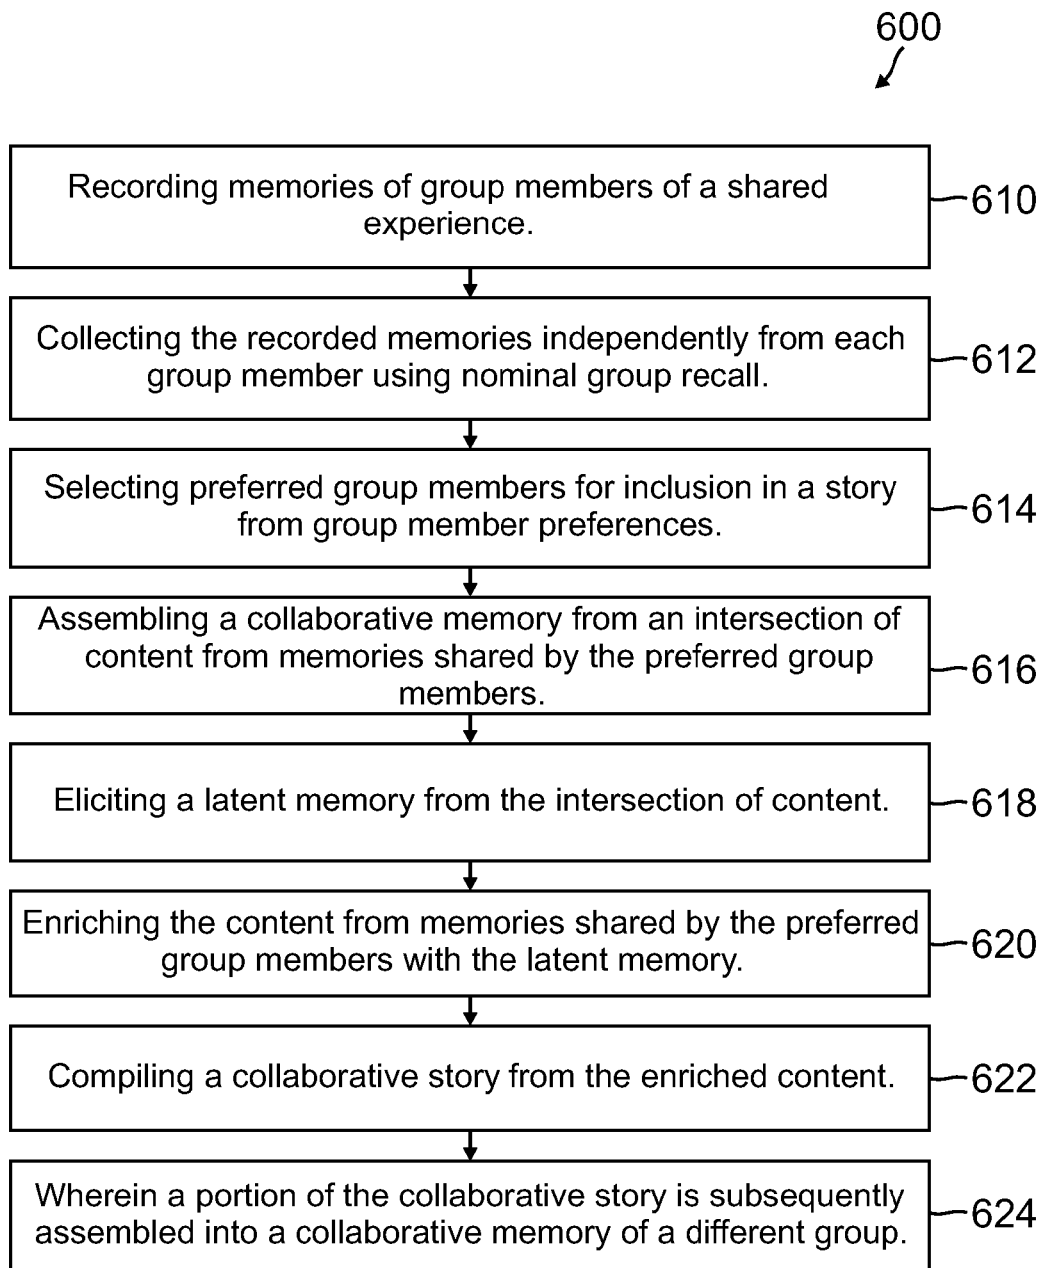 600
Recording memories of group members of a shared
experience.
610
Collecting the recorded memories independently from each
group member using nominal group recall.
612
Selecting preferred group members for inclusion in a story
from group member preferences.
614
Assembling a collaborative memory from an intersection of
content from memories shared by the preferred group
members.
616
Eliciting a latent memory from the intersection of content.
618
Enriching the content from memories shared by the preferred
group members with the latent memory.
620
Compiling a collaborative story from the enriched content.
622
Wherein a portion of the collaborative story is subsequently
assembled into a collaborative memory of a different group.
624